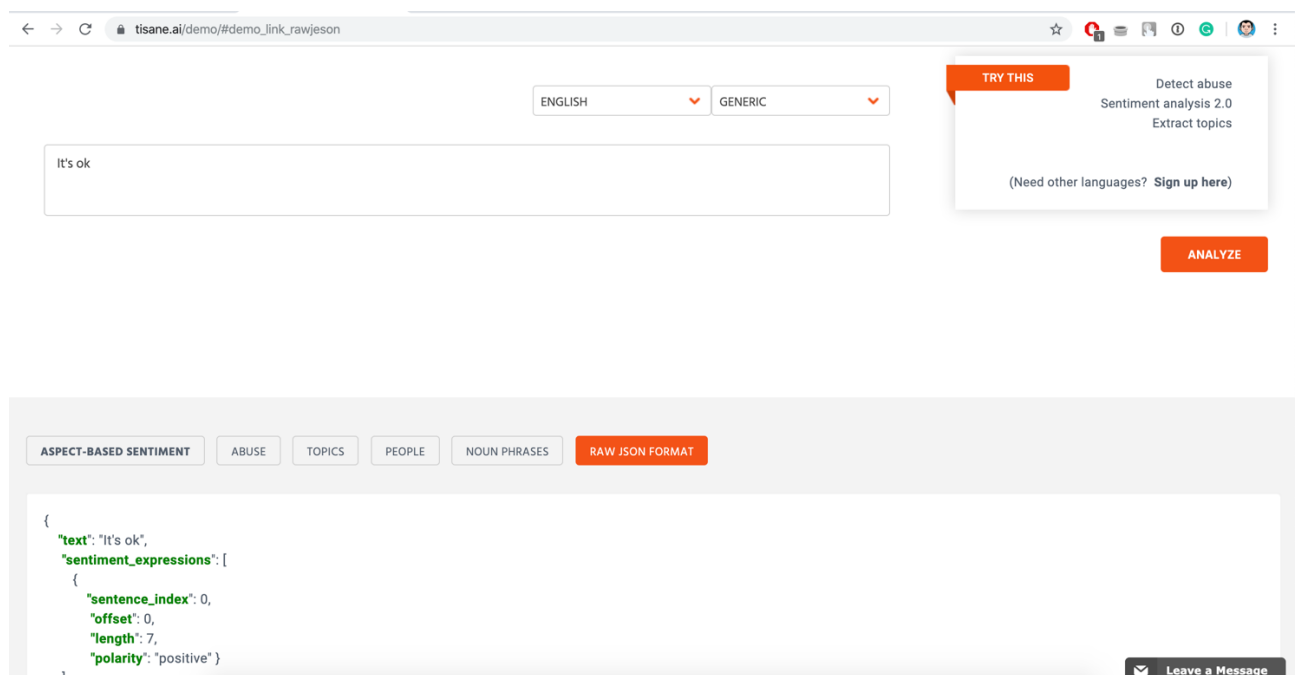 tisane.ai/demo/#demo_link_rawjeson
1
TRY THIS
Detect abuse
Sentiment analysis 2.0
Extract topics
(Need other languages? Sign up here)
ENGLISH
GENERIC
It's ok
ANALYZE
ASPECT-BASED SENTIMENT
ABUSE
TOPICS
PEOPLE
NOUN PHRASES
RAW JSON FORMAT
{
"text": "It's ok",
"sentiment_expressions": [
{
"sentence_index": 0,
"offset": 0,
"length": 7,
"polarity": "positive" }
]
Leave a Message